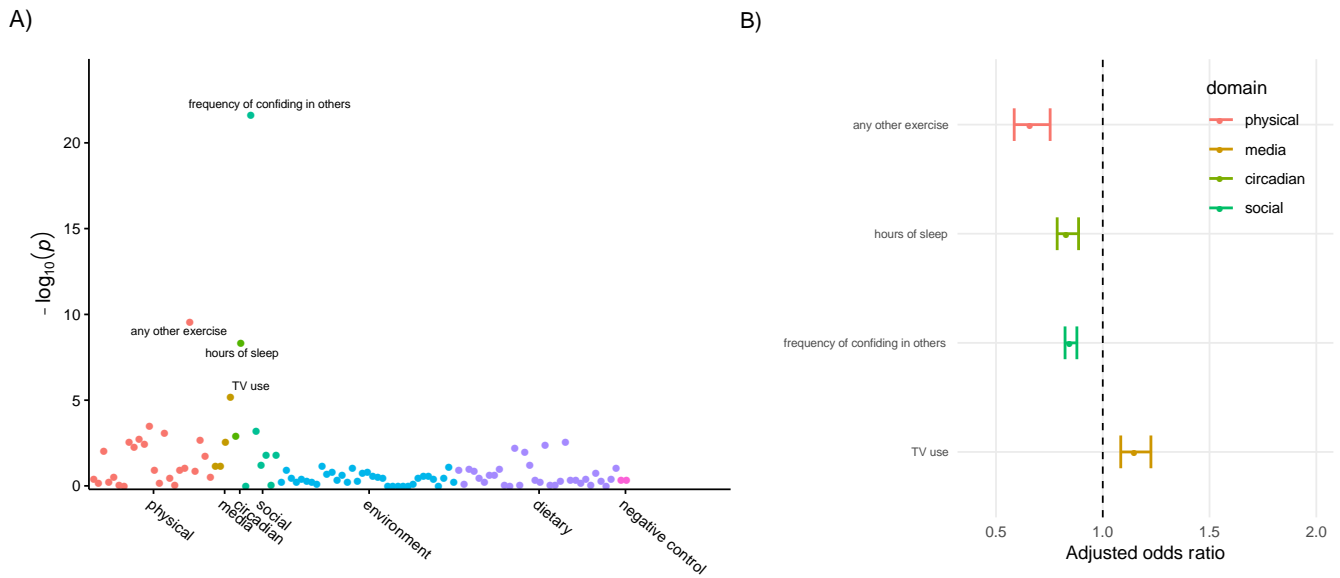 A)
frequency of confiding in others
any other exercise
hours of sleep
TV use
20
15
10
5
0
− log10(p)
physical
media
circadian
social
environment
dietary
negative control
B)
domain
physical
media
circadian
social
any other exercise
hours of sleep
frequency of confiding in others
TV use
0.5 1.0 1.5 2.0
Adjusted odds ratio